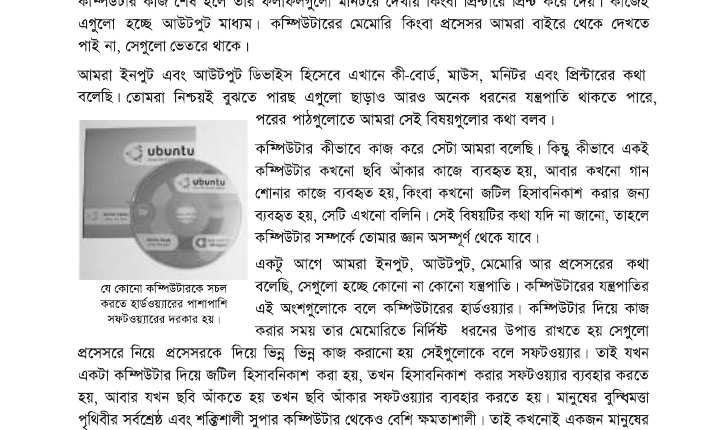 কম্পিউটার কাজ শেষ হলে তার ফলাফলগুলো মনিটরে দেখায় কিংবা প্রিন্টারে প্রিন্ট করে দেয়। কাজেই
এগুলো হচ্ছে আউটপুট মাধ্যম। কম্পিউটারের মেমোরি কিংবা প্রসেসর আমরা বাইরে থেকে দেখতে
পাই না, সেগুলো ভেতরে থাকে।
আমরা ইনপুট এবং আউটপুট ডিভাইস হিসেবে এখানে কী-বোর্ড, মাউস, মনিটর এবং প্রিন্টারের কথা
বলেছি। তোমরা নিশ্চয়ই বুঝতে পারছ এগুলো ছাড়াও আরও অনেক ধরনের যন্ত্রপাতি থাকতে পারে,
পরের পাঠগুলোতে আমরা সেই বিষয়গুলোর কথা বলব।
কম্পিউটার কীভাবে কাজ করে সেটা আমরা বলেছি। কিন্তু কীভাবে একই
কম্পিউটার কখনো ছবি আঁকার কাজে ব্যবহৃত হয়, আবার কখনো গান
শোনার কাজে ব্যবহৃত হয়, কিংবা কখনো জটিল হিসাবনিকাশ করার জন্য
ব্যবহৃত হয়, সেটি এখনো বলিনি। সেই বিষয়টির কথা যদি না জানো, তাহলে
কম্পিউটার সম্পর্কে তোমার জ্ঞান অসম্পূর্ণ থেকে যাবে।
ubuntu
ubuntu
যে কোনো কম্পিউটারকে সচল
করতে হার্ডওয়্যারের পাশাপাশি
সফটওয়্যারের দরকার হয়।
একটু আগে আমরা ইনপুট, আউটপুট, মেমোরি আর প্রসেসরের কথা
বলেছি, সেগুলো হচ্ছে কোনো না কোনো যন্ত্রপাতি। কম্পিউটারের যন্ত্রপাতির
এই অংশগুলোকে বলে কম্পিউটারের হার্ডওয়্যার। কম্পিউটার দিয়ে কাজ
করার সময় তার মেমোরিতে নির্দিষ্ট ধরনের উপাত্ত রাখতে হয় সেগুলো
প্রসেসরে নিয়ে প্রসেসরকে দিয়ে ভিন্ন ভিন্ন কাজ করানো হয় সেইগুলোকে বলে সফটওয়্যার। তাই যখন
একটা কম্পিউটার দিয়ে জটিল হিসাবনিকাশ করা হয়, তখন হিসাবনিকাশ করার সফটওয়্যার ব্যবহার করতে
হয়, আবার যখন ছবি আঁকতে হয় তখন ছবি আঁকার সফটওয়্যার ব্যবহার করতে হয়। মানুষের বুদ্ধিমত্তা
পৃথিবীর সর্বশ্রেষ্ঠ এবং শক্তিশালী সুপার কম্পিউটার থেকেও বেশি ক্ষমতাশালী। তাই কখনোই একজন মানুষের